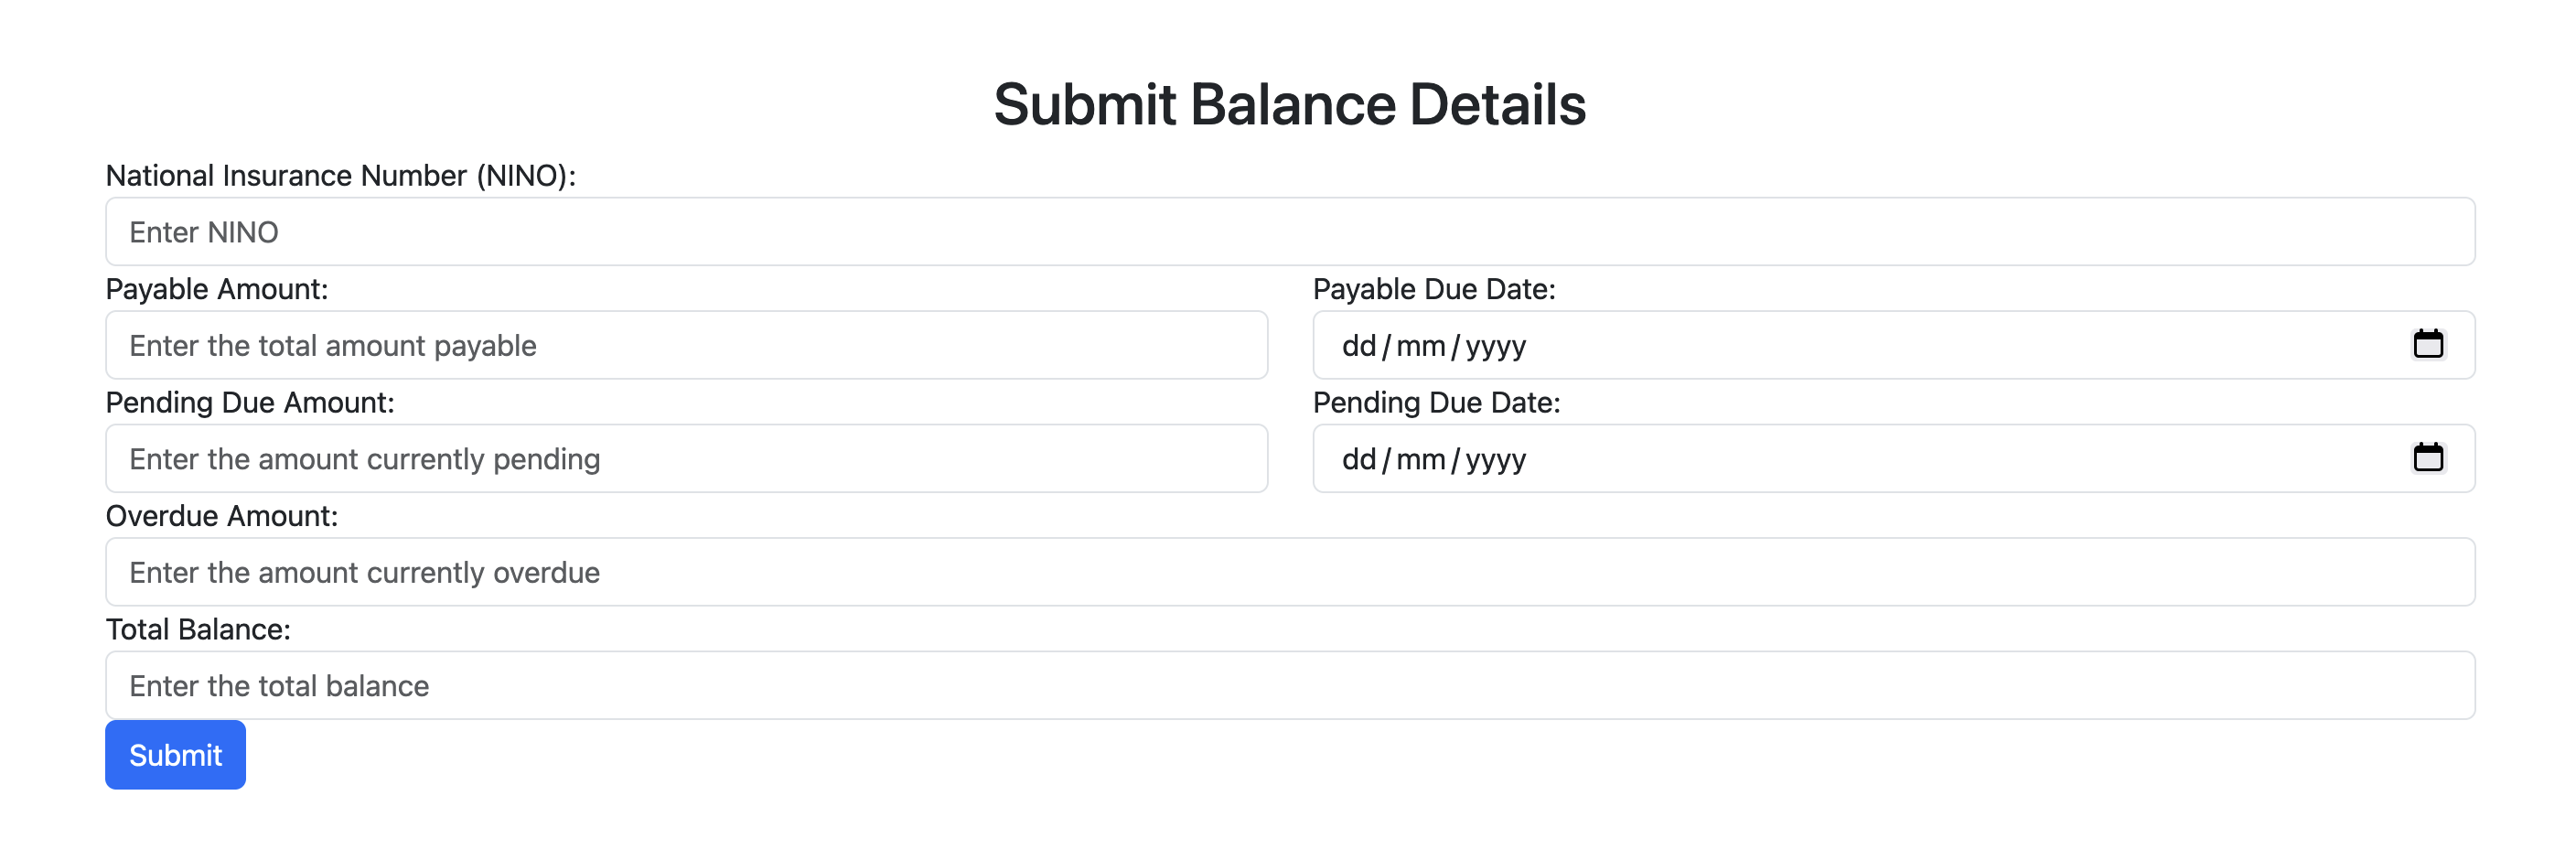 Submit Balance Details
National Insurance Number (NINO):
Enter NINO
Payable Amount: Payable Due Date:
Enter the total amount payable dd/mm/yyyy
Pending Due Amount: Pending Due Date:
Enter the amount currently pending dd/mm/yyyy
Overdue Amount:
Enter the amount currently overdue
Total Balance:
Enter the total balance
Submit